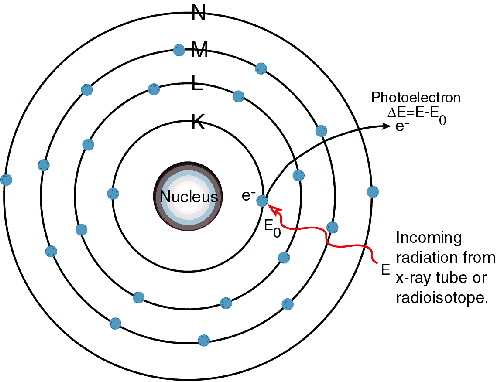 N
M
L
K
Photoelectron
ΔE=E-E0
e-
Nucleus
e-
E0
E
Incoming
radiation from
x-ray tube or
radioisotope.